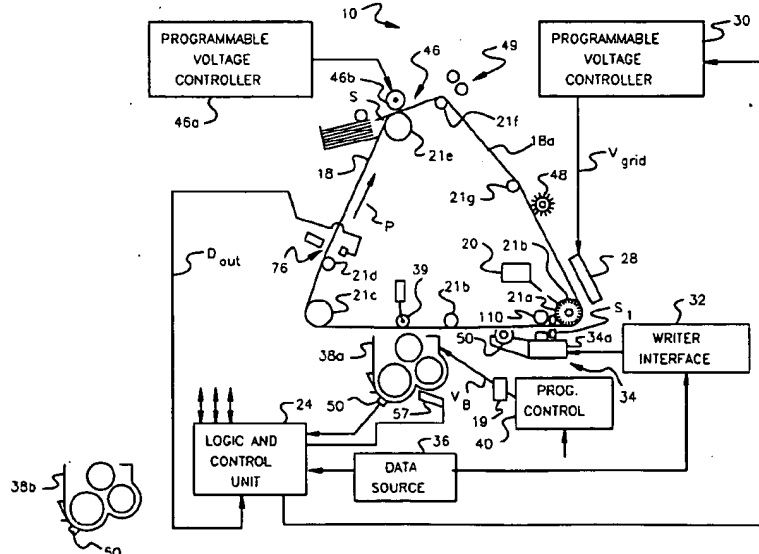 10
PROGRAMMABLE
VOLTAGE
CONTROLLER
46a
46b
46
49
S
21f
21e
18
18a
PROGRAMMABLE
VOLTAGE
CONTROLLER
30
V grid
21g
48
P
D out
76
21d
21c
39
21b
20
21b
21a
110
28
S 1
32
WRITER
INTERFACE
34a
34
50
38a
50
57
V B
19
PROG.
CONTROL
40
24
LOGIC AND
CONTROL
UNIT
36
DATA
SOURCE
38b
50